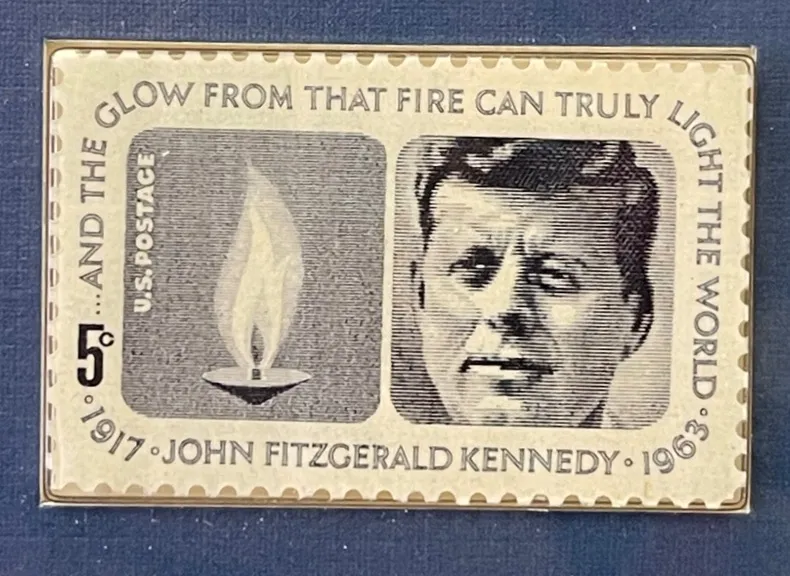 ...AND THE GLOW FROM THAT FIRE CAN TRULY LIGHT THE WORLD
U.S. POSTAGE
5c
• 1917 • JOHN FITZGERALD KENNEDY • 1963 •